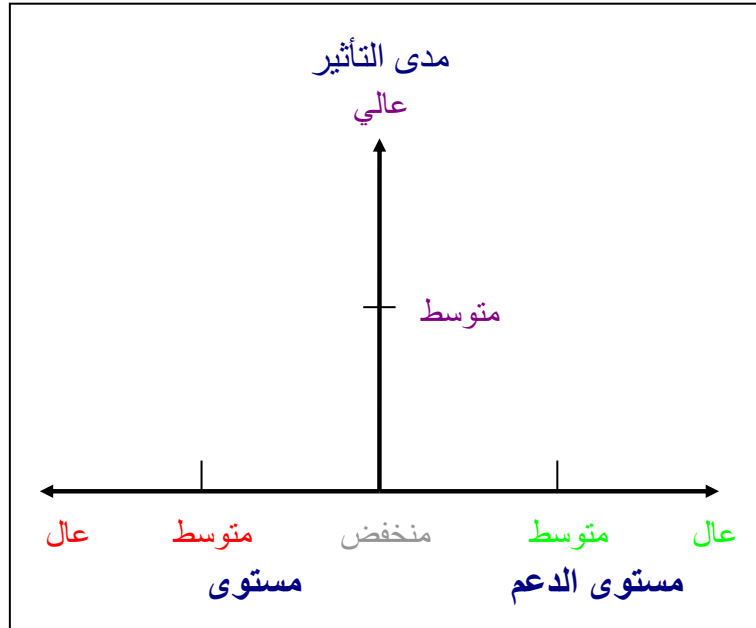 مدى التأثير
عالي
متوسط
عال متوسط منخفض متوسط عال
مستوى الدعم مستوى